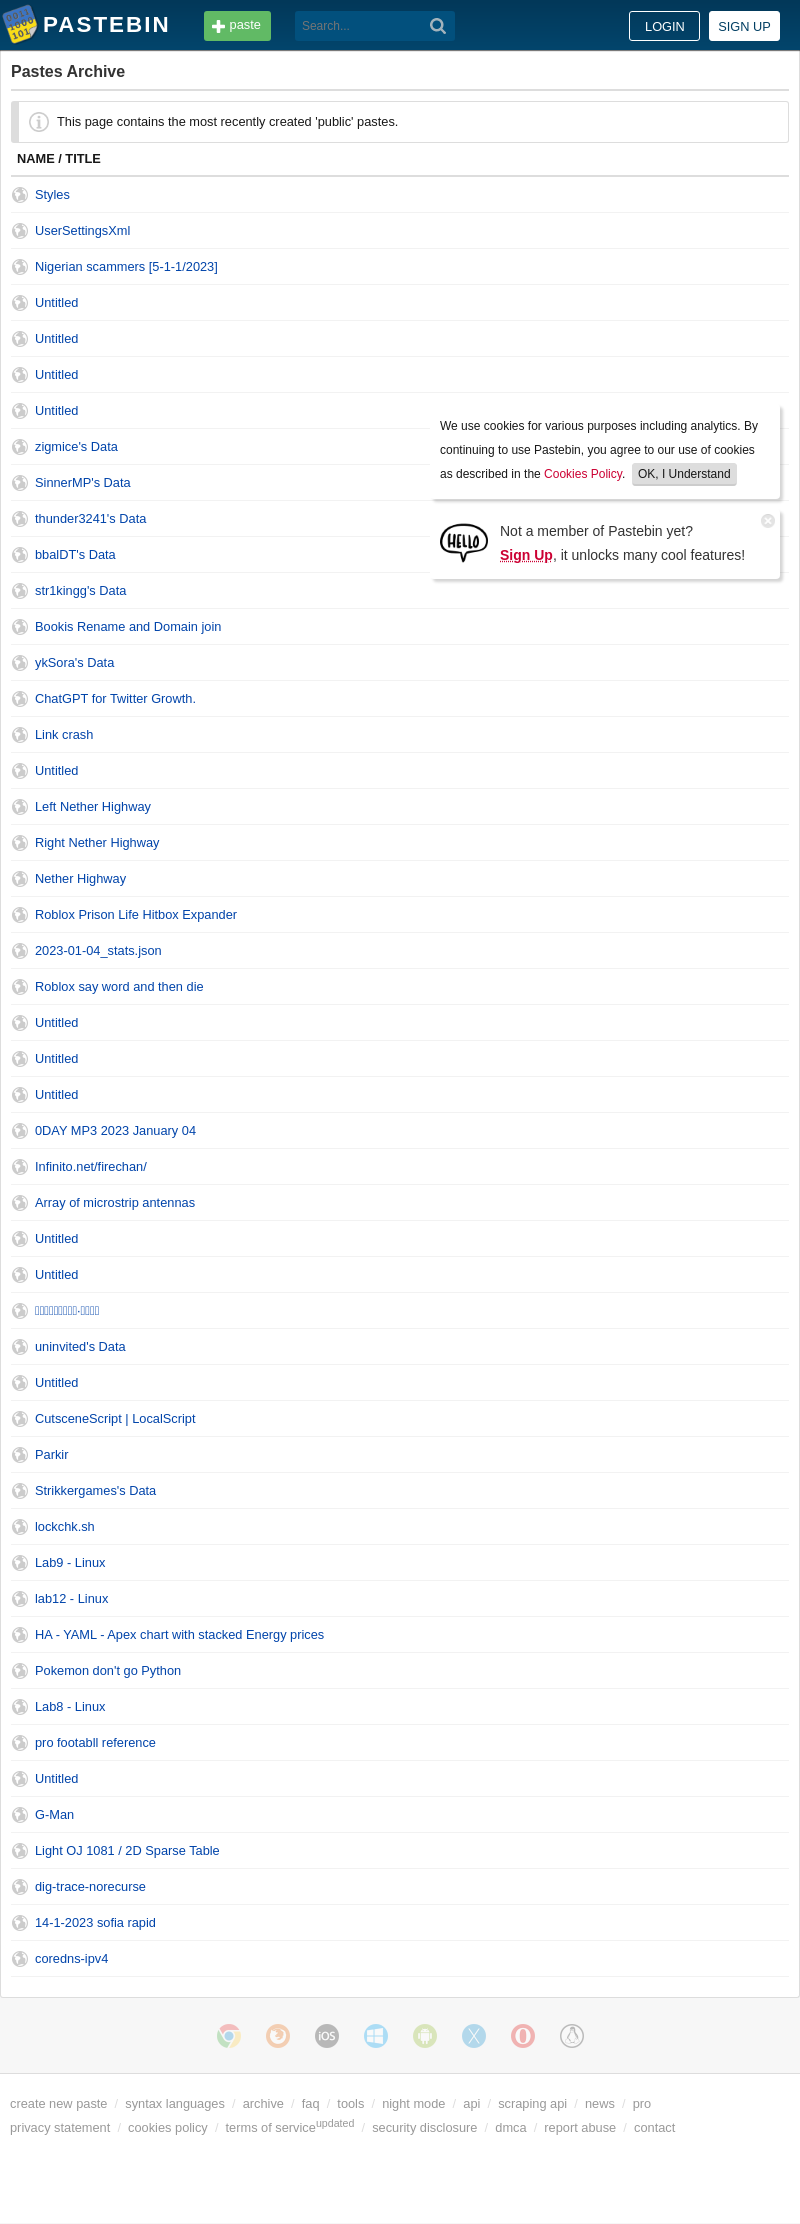 PASTEBIN
paste
Search...
LOGIN
SIGN UP
Pastes Archive
This page contains the most recently created 'public' pastes.
NAME / TITLE
Styles
UserSettingsXml
Nigerian scammers [5-1-1/2023]
Untitled
Untitled
Untitled
Untitled
zigmice's Data
SinnerMP's Data
thunder3241's Data
bbalDT's Data
str1kingg's Data
Bookis Rename and Domain join
ykSora's Data
ChatGPT for Twitter Growth.
Link crash
Untitled
Left Nether Highway
Right Nether Highway
Nether Highway
Roblox Prison Life Hitbox Expander
2023-01-04_stats.json
Roblox say word and then die
Untitled
Untitled
Untitled
0DAY MP3 2023 January 04
Infinito.net/firechan/
Array of microstrip antennas
Untitled
Untitled
uninvited's Data
Untitled
CutsceneScript | LocalScript
Parkir
Strikkergames's Data
lockchk.sh
Lab9 - Linux
lab12 - Linux
HA - YAML - Apex chart with stacked Energy prices
Pokemon don't go Python
Lab8 - Linux
pro footabll reference
Untitled
G-Man
Light OJ 1081 / 2D Sparse Table
dig-trace-norecurse
14-1-2023 sofia rapid
coredns-ipv4
We use cookies for various purposes including analytics. By
continuing to use Pastebin, you agree to our use of cookies
as described in the Cookies Policy. OK, I Understand
HELLO
Not a member of Pastebin yet?
Sign Up, it unlocks many cool features!
iOS
create new paste / syntax languages / archive / faq / tools / night mode / api / scraping api / news / pro
privacy statement / cookies policy / terms of service updated / security disclosure / dmca / report abuse / contact